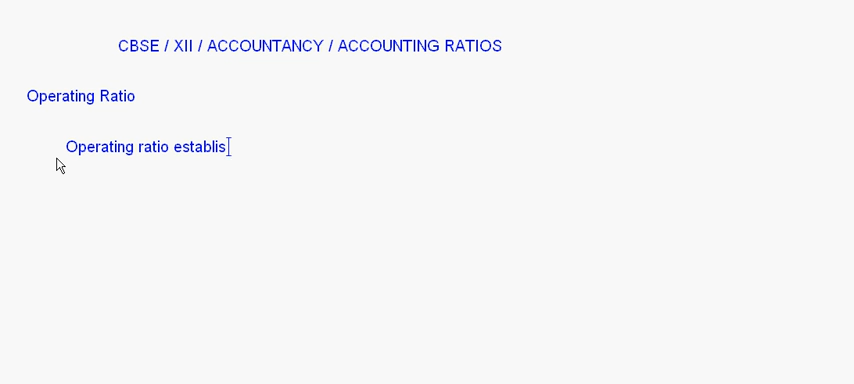 CBSE / XII / ACCOUNTANCY / ACCOUNTING RATIOS
Operating Ratio
Operating ratio establis